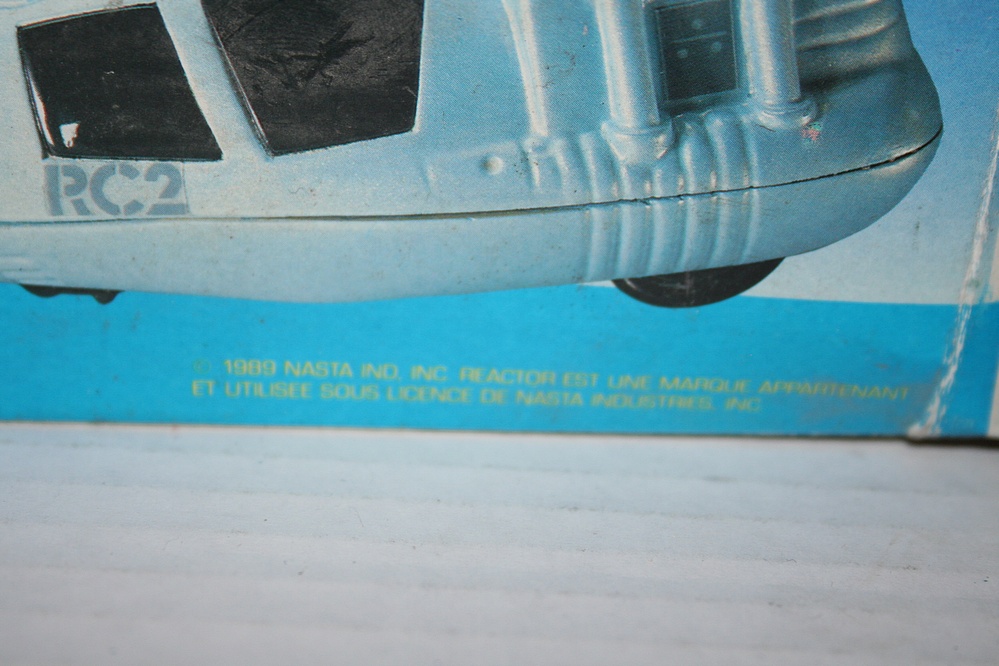 RC2
© 1989 NASTA IND. INC REACTOR EST UNE MARQUE APPARTENANT
ET UTILISEE SOUS LICENCE DE NASTA INDUSTRIES. INC